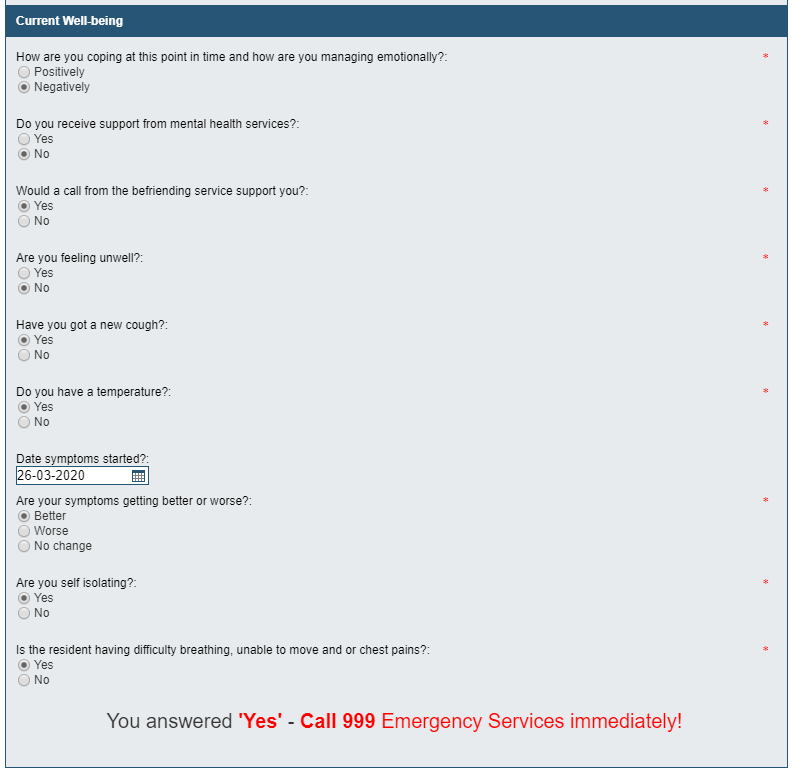 Current Well-being
How are you coping at this point in time and how are you managing emotionally?: *
Positively
Negatively
Do you receive support from mental health services?: *
Yes
No
Would a call from the befriending service support you?: *
Yes
No
Are you feeling unwell?: *
Yes
No
Have you got a new cough?: *
Yes
No
Do you have a temperature?: *
Yes
No
Date symptoms started?:
26-03-2020
Are your symptoms getting better or worse?: *
Better
Worse
No change
Are you self isolating?: *
Yes
No
Is the resident having difficulty breathing, unable to move and or chest pains?: *
Yes
No
You answered 'Yes' - Call 999 Emergency Services immediately!